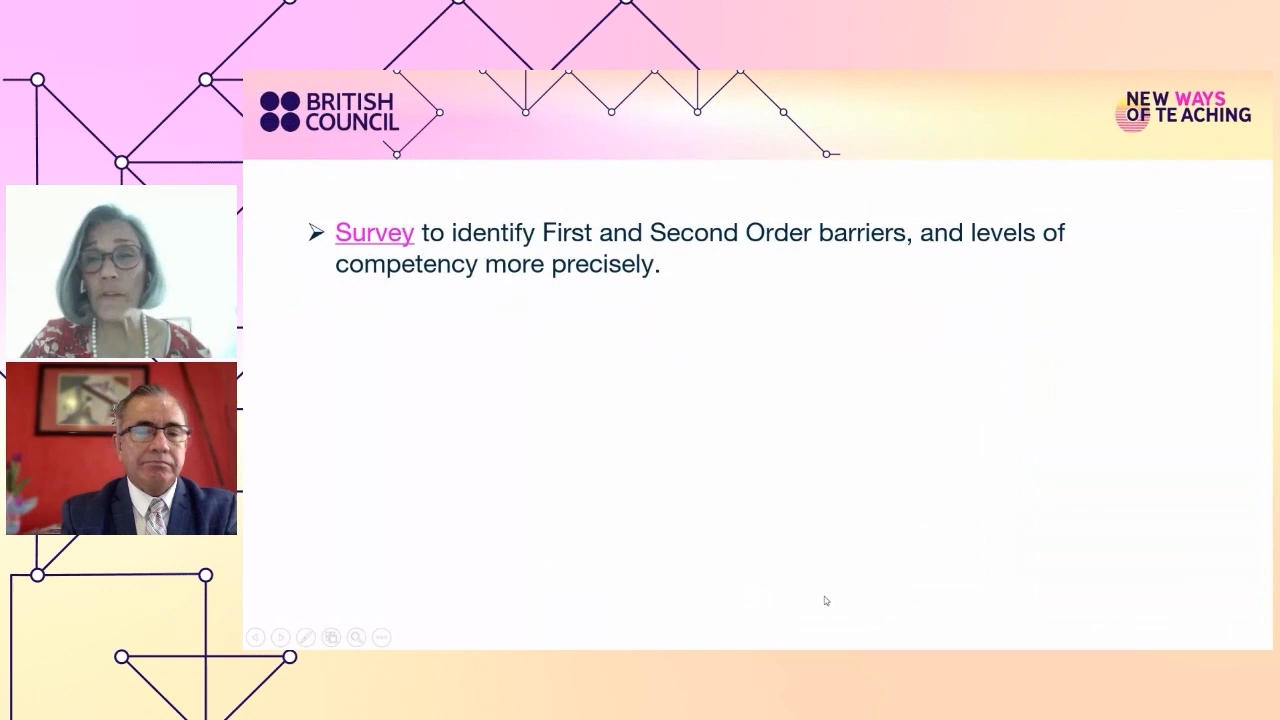 BRITISH
COUNCIL
NEW WAYS
OF TEACHING
Survey to identify First and Second Order barriers, and levels of
competency more precisely.